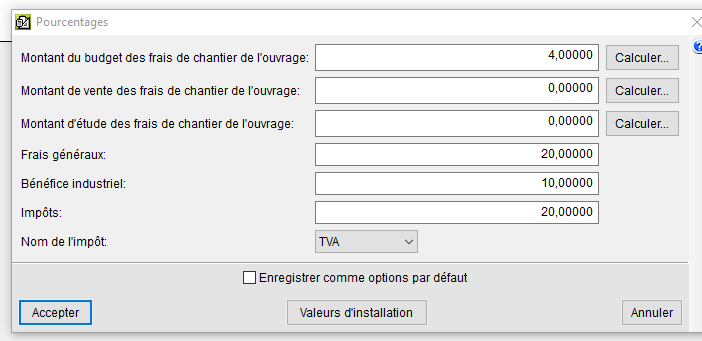 Pourcentages
Montant du budget des frais de chantier de l'ouvrage: 4,00000 Calculer...
Montant de vente des frais de chantier de l'ouvrage: 0,00000 Calculer...
Montant d'étude des frais de chantier de l'ouvrage: 0,00000 Calculer...
Frais généraux: 20,00000
Bénéfice industriel: 10,00000
Impôts: 20,00000
Nom de l'impôt: TVA
Enregistrer comme options par défaut
Accepter Valeurs d'installation Annuler